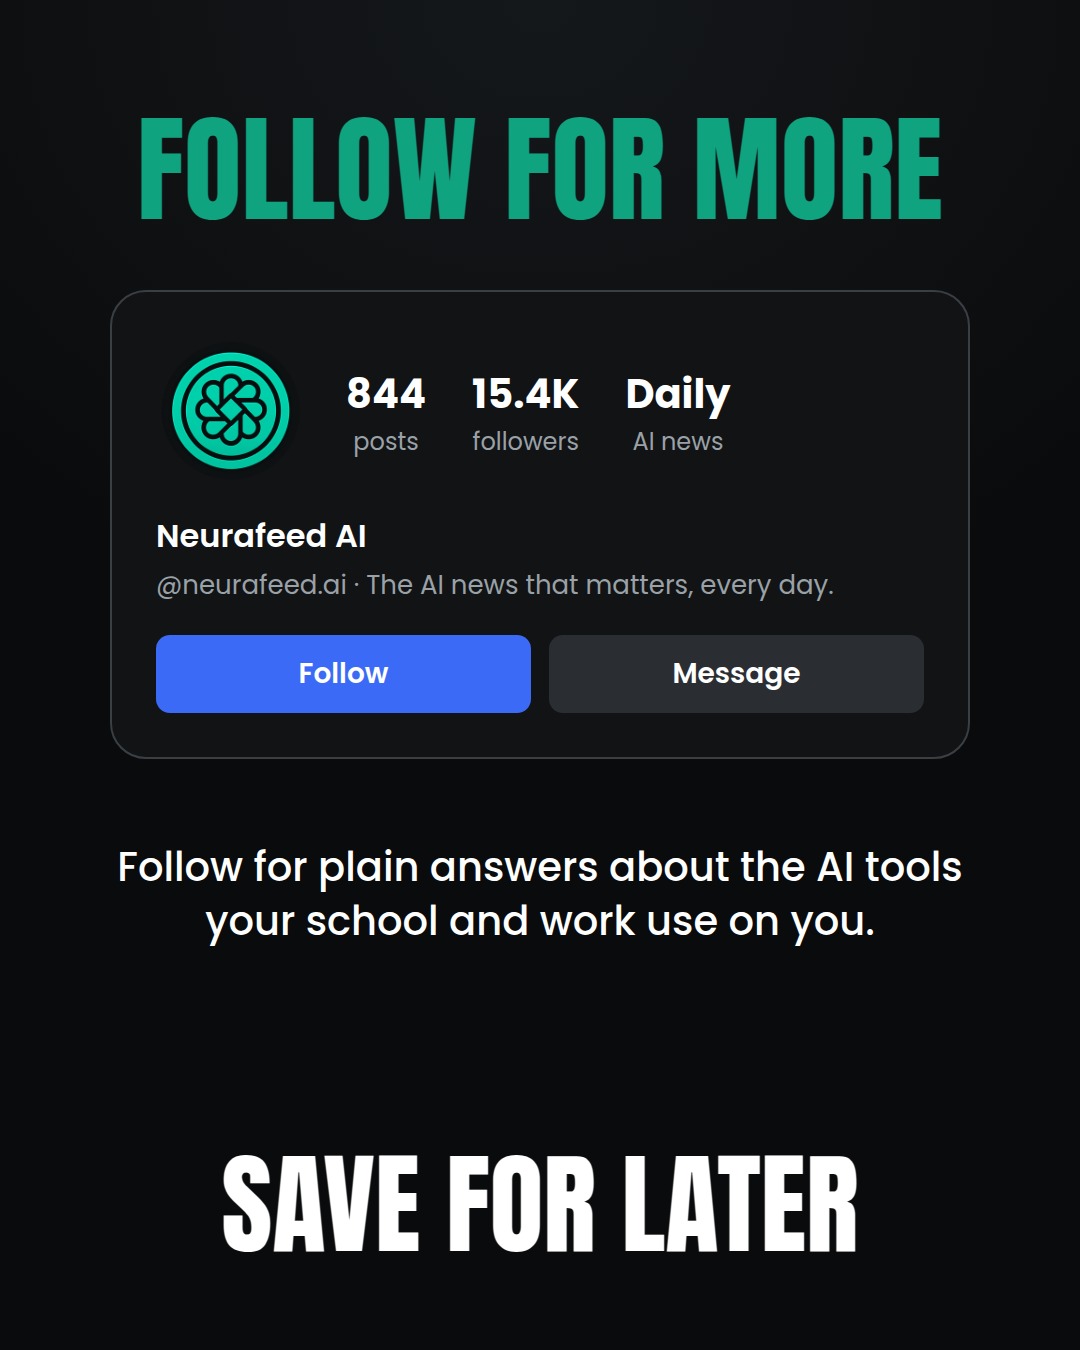 FOLLOW FOR MORE
844 15.4K Daily
posts followers AI news
Neurafeed AI
@neurafeed.ai · The AI news that matters, every day.
Follow Message
Follow for plain answers about the AI tools
your school and work use on you.
SAVE FOR LATER